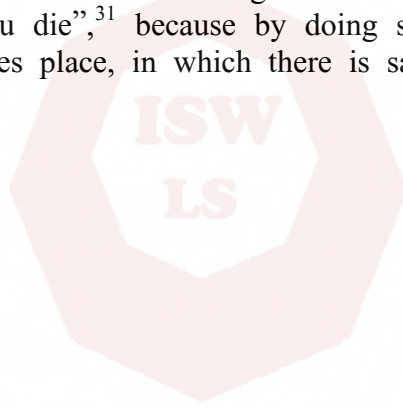 u die”,31 because by doing s
es place, in which there is sa
ISW
LS